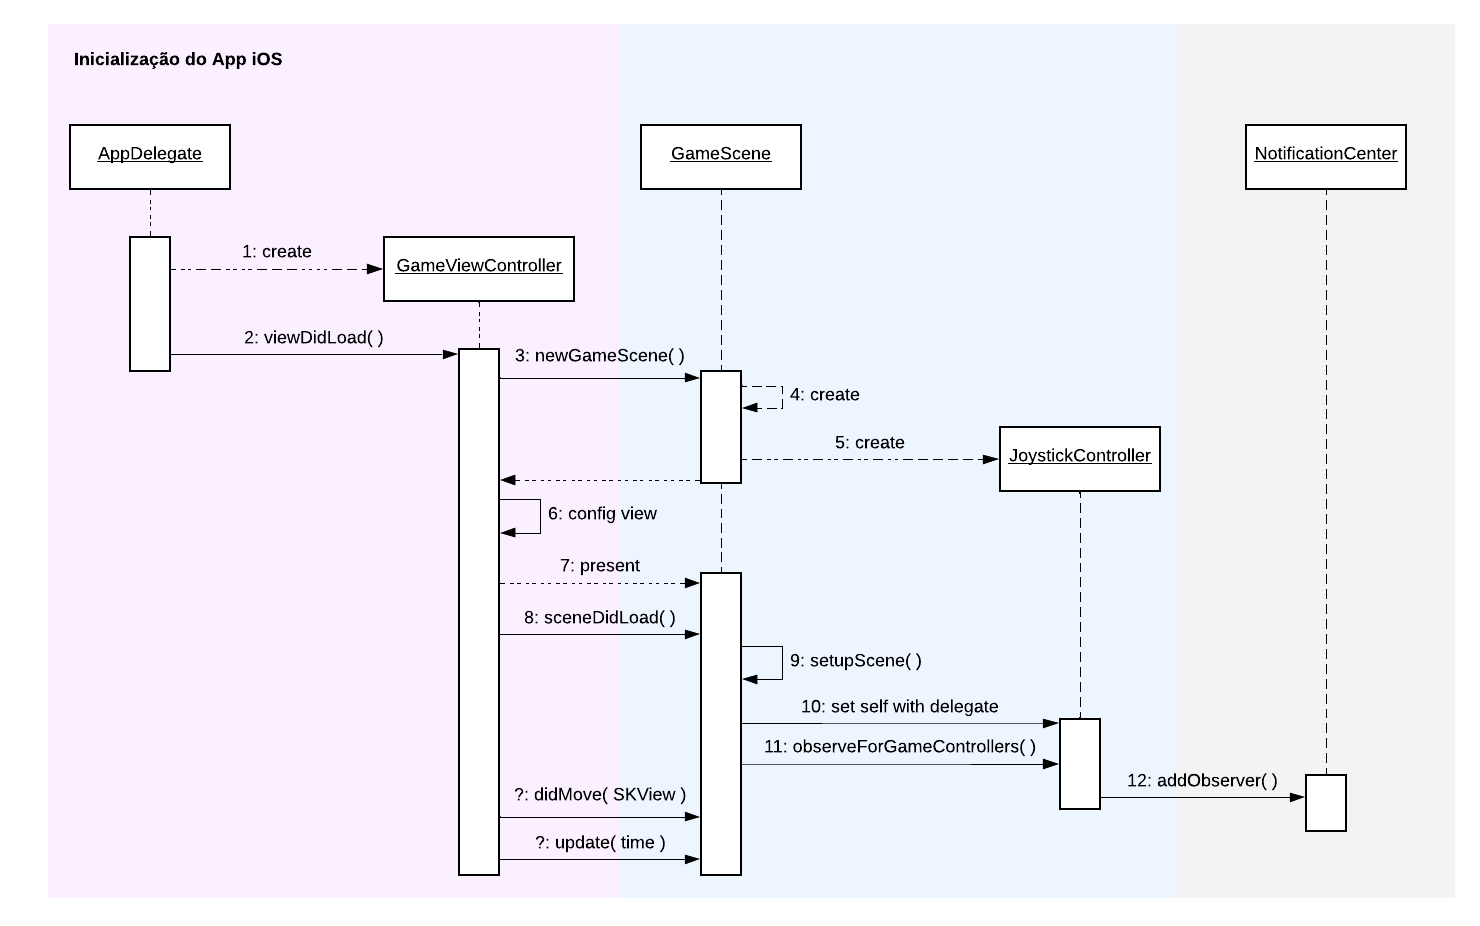 Inicialização do App iOS
AppDelegate
GameScene
NotificationCenter
1: create
GameViewController
2: viewDidLoad( )
3: newGameScene( )
4: create
5: create
JoystickController
6: config view
7: present
8: sceneDidLoad( )
9: setupScene( )
10: set self with delegate
11: observeForGameControllers( )
12: addObserver( )
?: didMove( SKView )
?: update( time )